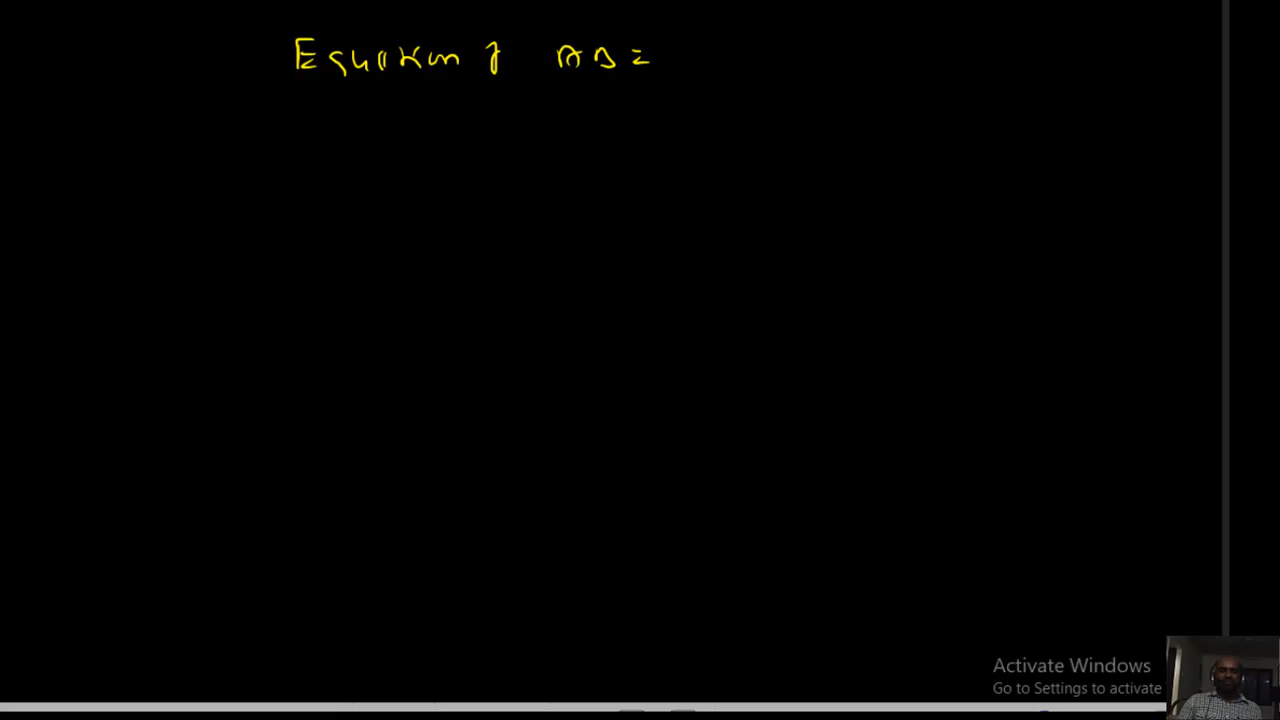 Equation of AB =
Activate Windows
Go to Settings to activate